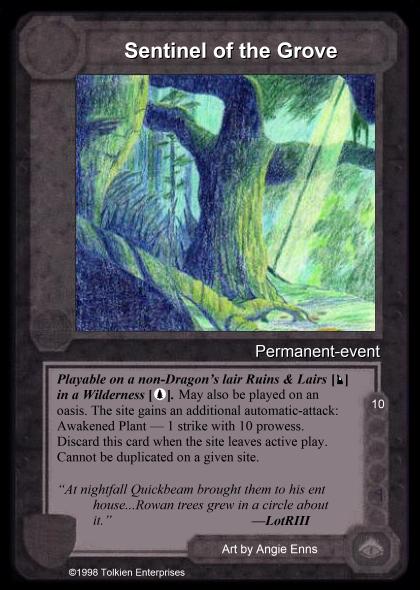 Sentinel of the Grove
Permanent-event
Playable on a non-Dragon's lair Ruins & Lairs []
in a Wilderness []. May also be played on an
oasis. The site gains an additional automatic-attack:
Awakened Plant — 1 strike with 10 prowess.
Discard this card when the site leaves active play.
Cannot be duplicated on a given site.
10
“At nightfall Quickbeam brought them to his ent
house...Rowan trees grew in a circle about
it.” —LotRIII
Art by Angie Enns
©1998 Tolkien Enterprises